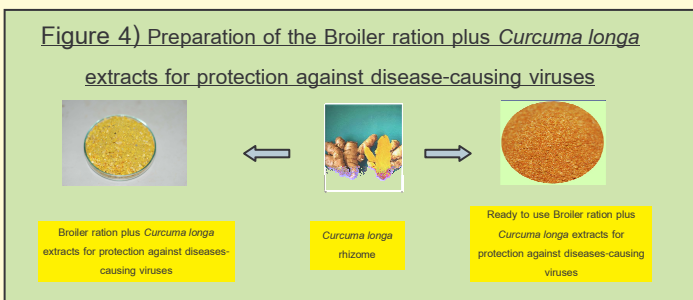 Figure 4) Preparation of the Broiler ration plus Curcuma longa
extracts for protection against disease-causing viruses
Broiler ration plus Curcuma longa
extracts for protection against diseases-
causing viruses
Curcuma longa
rhizome
Ready to use Broiler ration plus
Curcuma longa extracts for
protection against diseases-causing
viruses